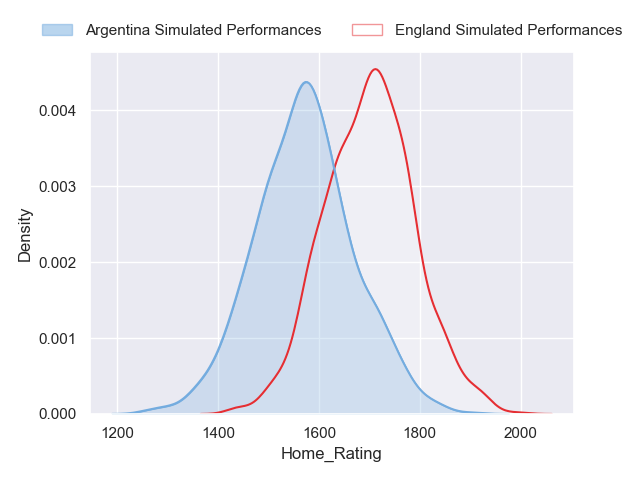 Argentina Simulated Performances England Simulated Performances
0.004
0.003
0.002
0.001
0.000
Density
1200 1400 1600 1800 2000
Home_Rating